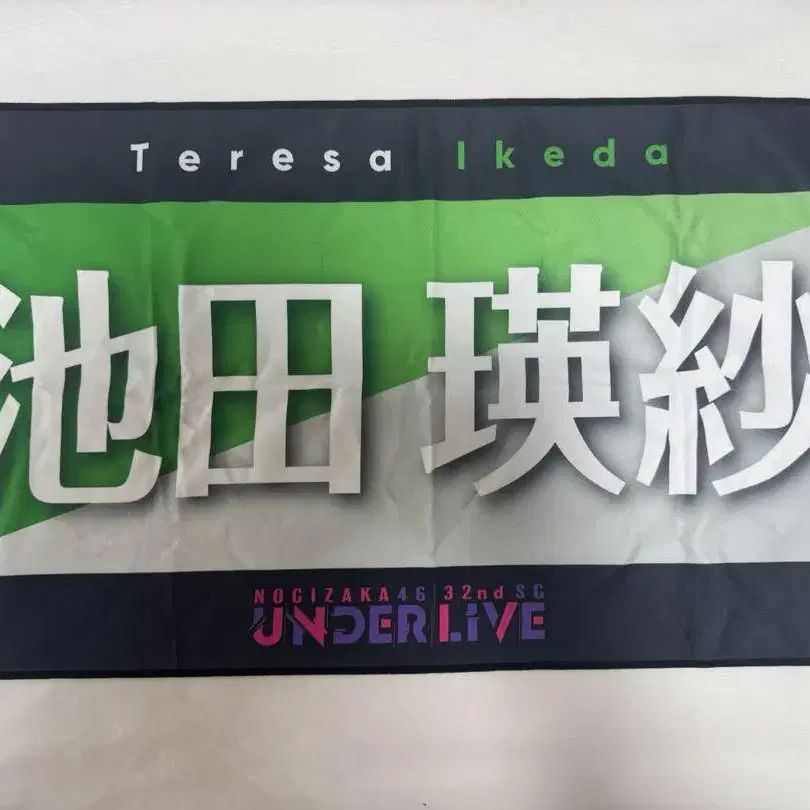 Teresa Ikeda
池田 瑛紗
NOGIZAKA46 32nd SG
UNDER LIVE